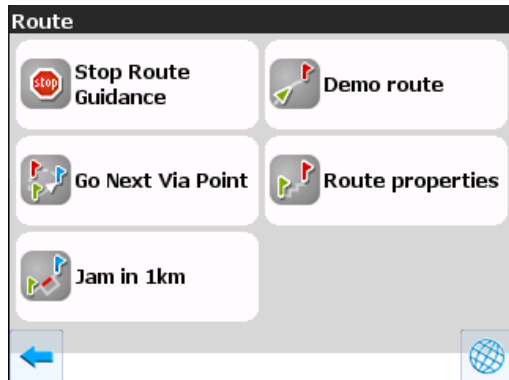 Route
stop
Stop Route
Guidance
Demo route
Go Next Via Point
Route properties
Jam in 1km